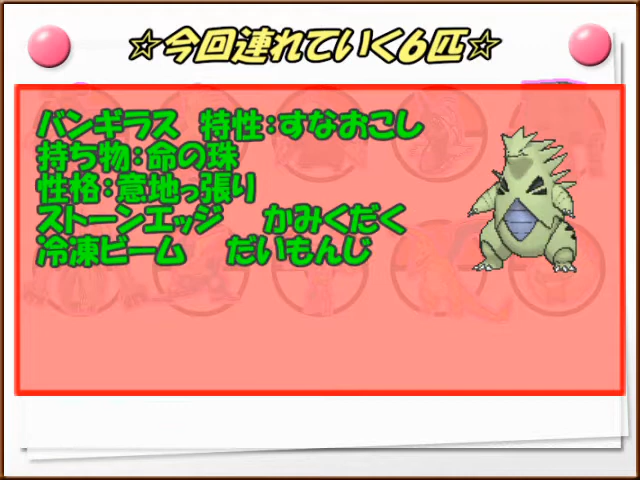 ☆今回連れていく6匹☆
バンギラス 特性:すなおこし
持ち物:命の珠
性格:意地っ張り
ストーンエッジ かみくだく
冷凍ビーム だいもんじ